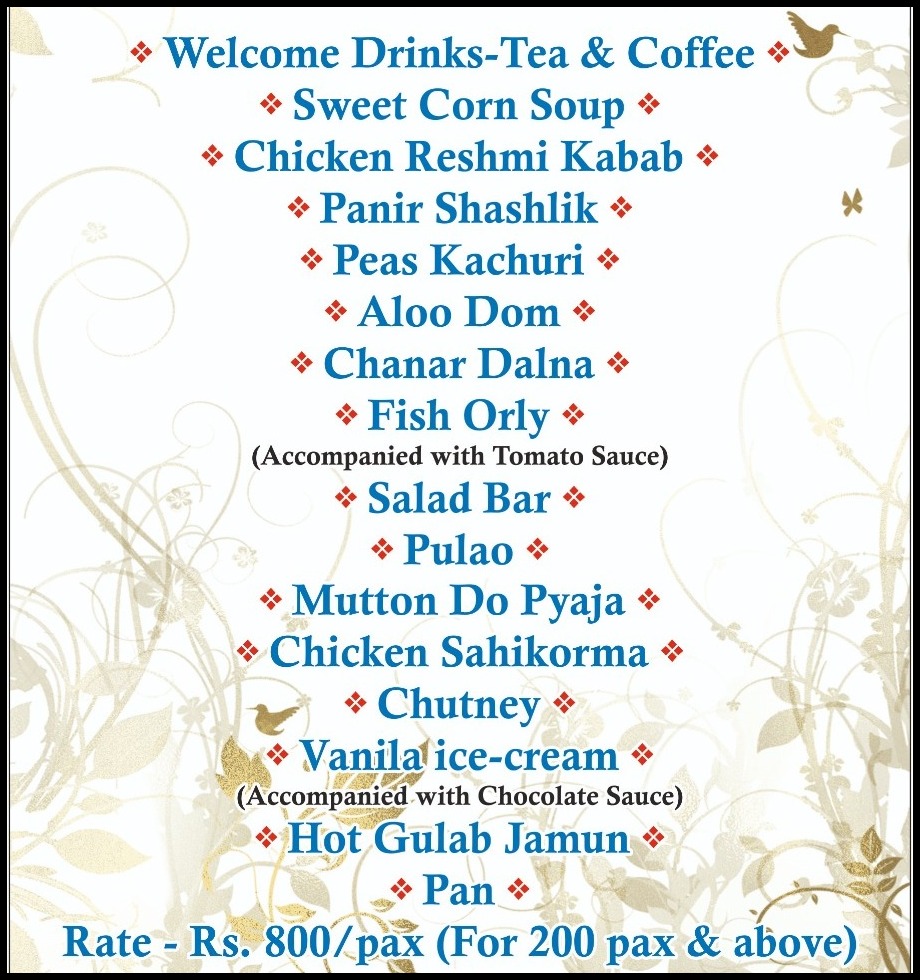 Welcome Drinks-Tea & Coffee
Sweet Corn Soup
Chicken Reshmi Kabab
Panir Shashlik
Peas Kachuri
Aloo Dom
Chanar Dalna
Fish Orly
(Accompanied with Tomato Sauce)
Salad Bar
Pulao
Mutton Do Pyaja
Chicken Sahikorma
Chutney
Vanila ice-cream
(Accompanied with Chocolate Sauce)
Hot Gulab Jamun
Pan
Rate - Rs. 800/pax (For 200 pax & above)